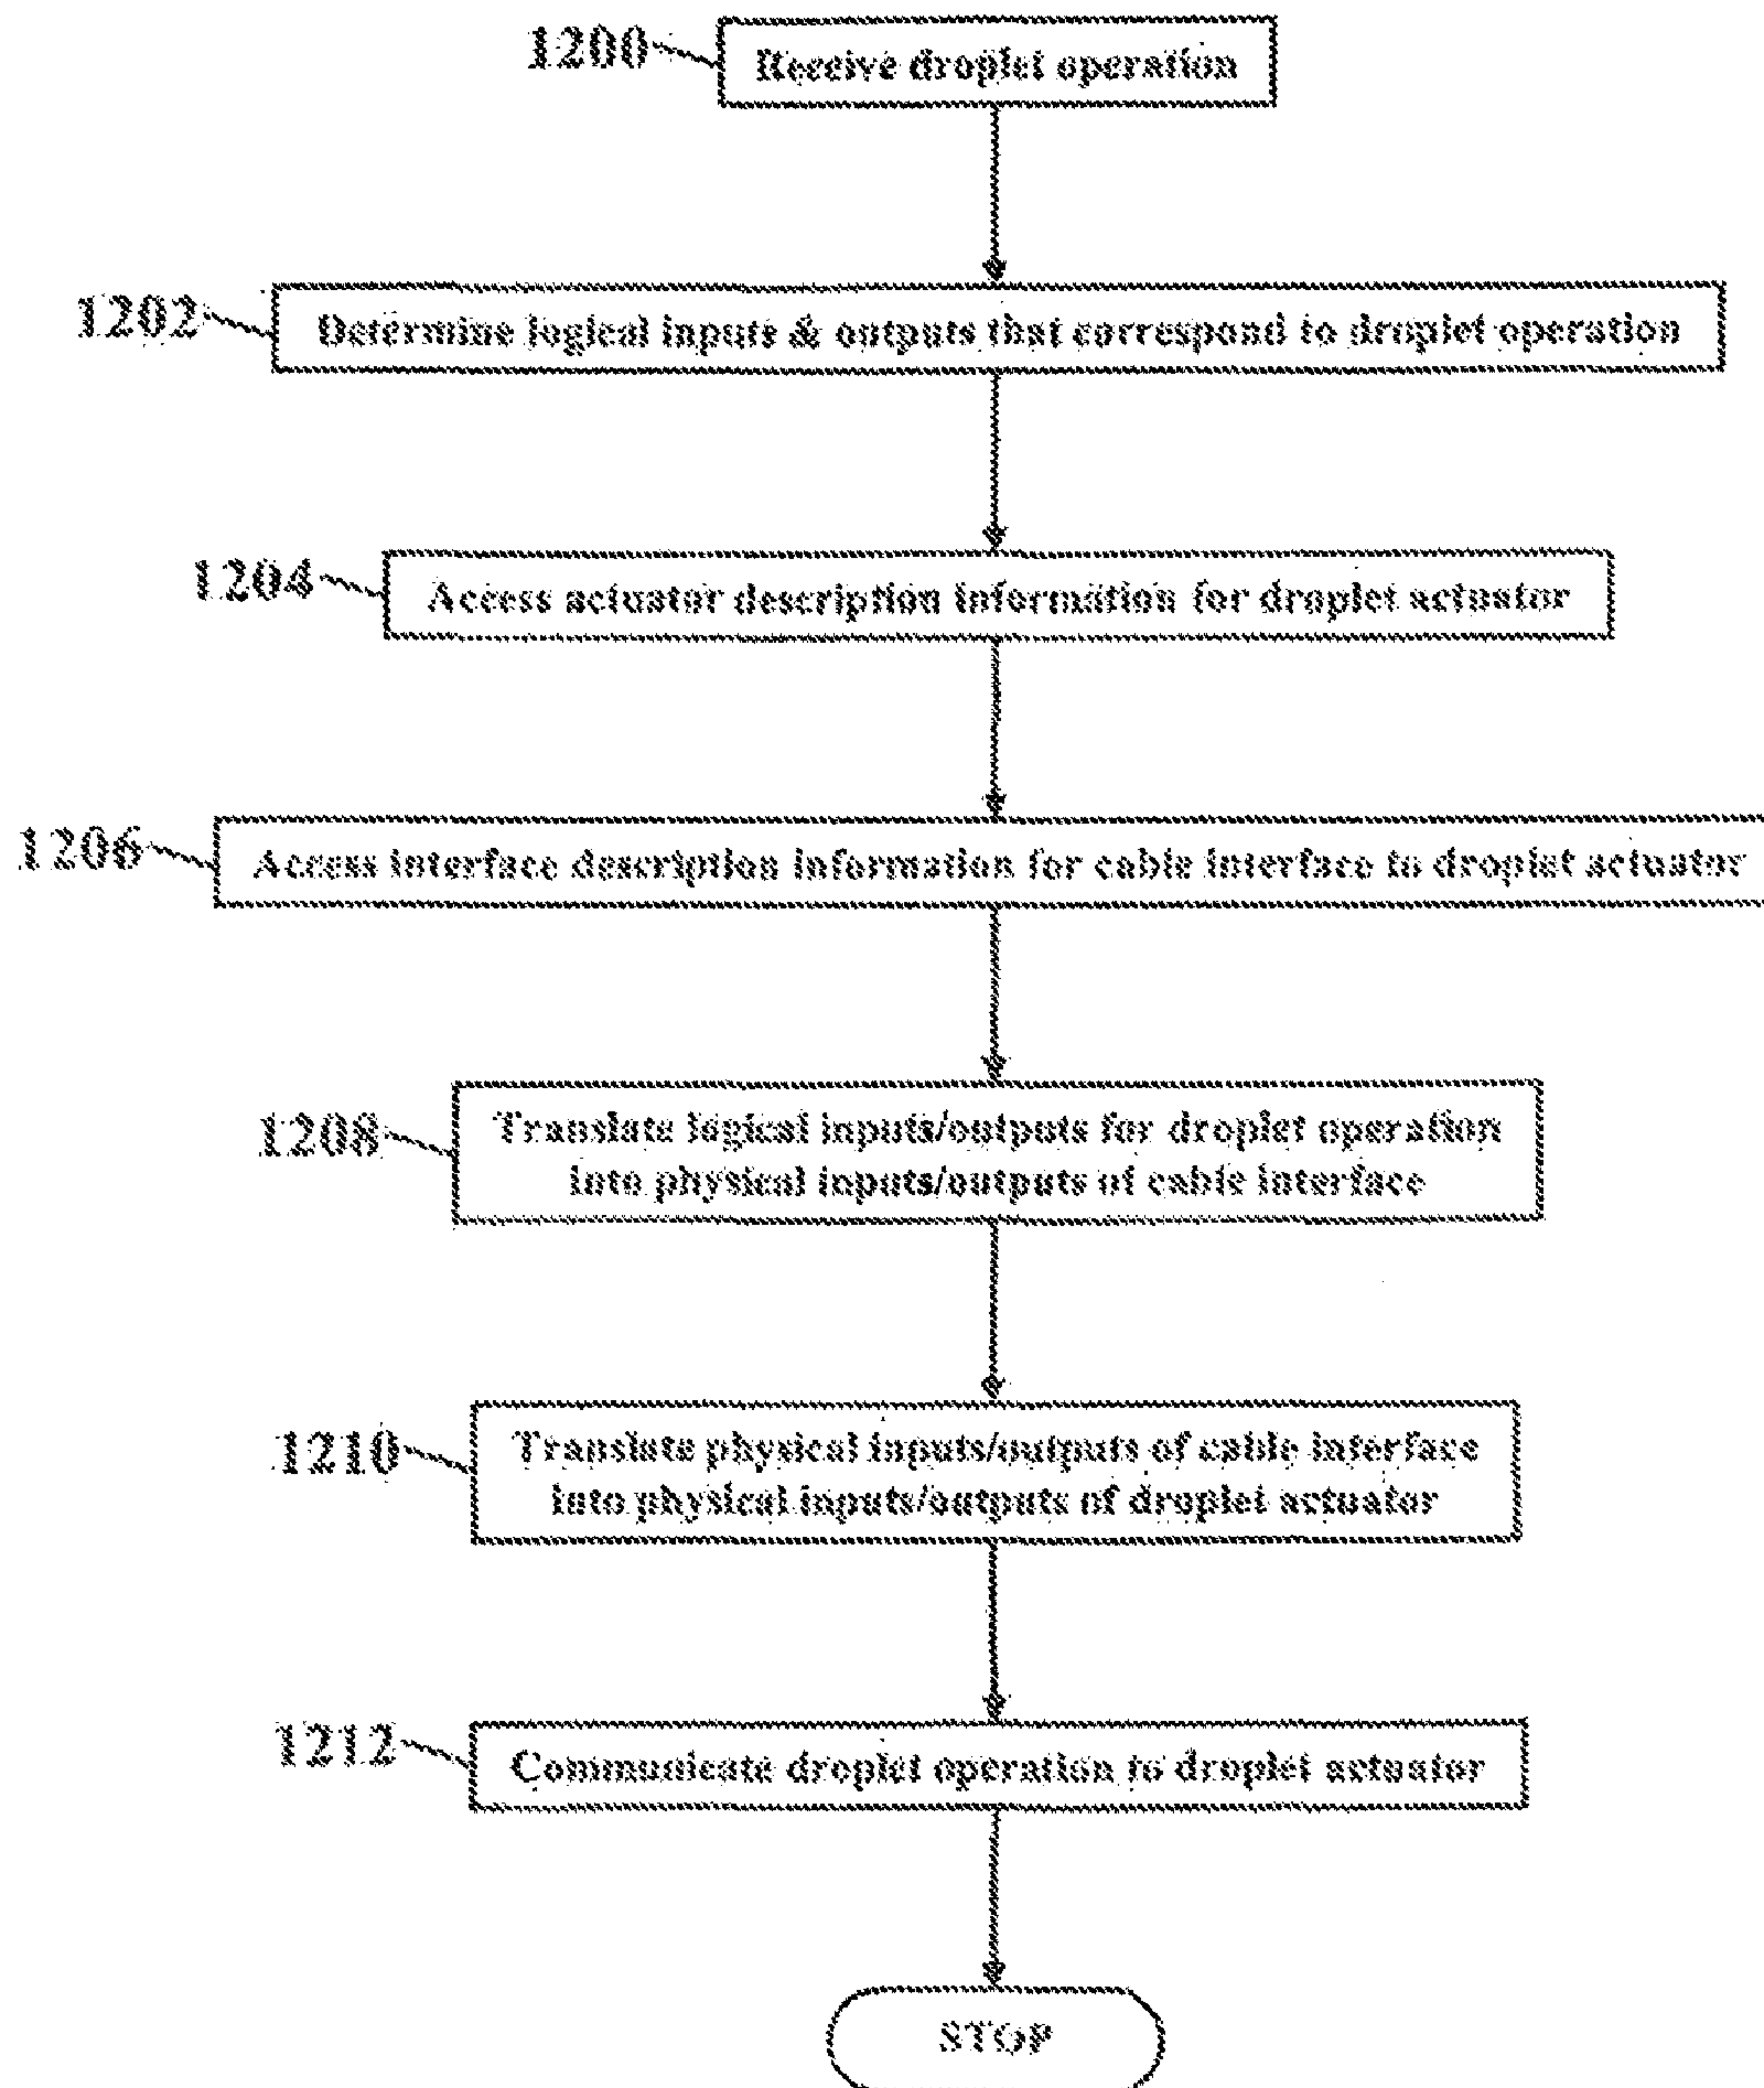 1200
Receive droplet operation
1202
Determine logical inputs & outputs that correspond to droplet operation
1204
Access actuator description information for droplet actuator
1206
Access interface description information for cable interface to droplet actuator
1208
Translate logical inputs/outputs for droplet operation
into physical inputs/outputs of cable interface
1210
Translate physical inputs/outputs of cable interface
into physical inputs/outputs of droplet actuator
1212
Communicate droplet operation to droplet actuator
STOP